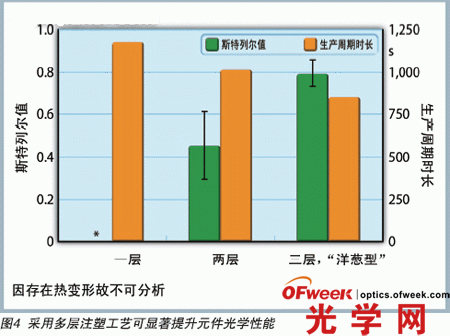 斯特列尔值
生产周期时长
1.0
0.8
0.6
0.4
0.2
0
斯特列尔值
1,250
s
1,000
750
500
250
0
生产周期时长
*
一层
两层
二层，“洋葱型”
因存在热变形故不可分析
OFweek
optics.ofweek.com
光学网
图4 采用多层注塑工艺可显著提升元件光学性能